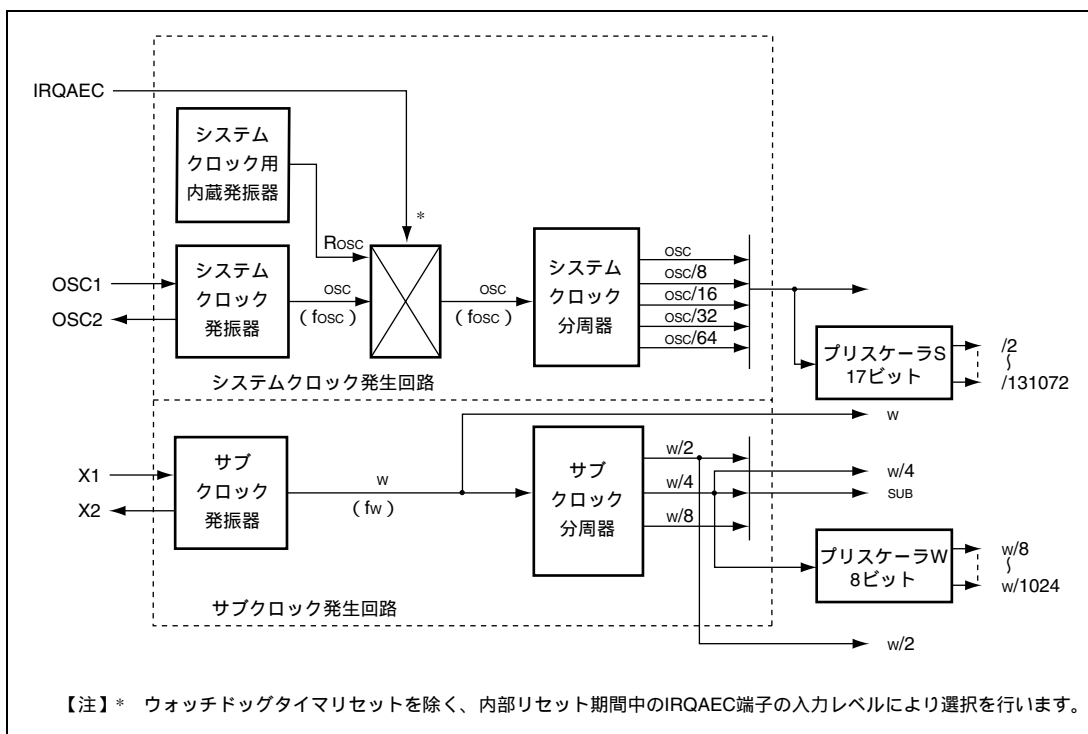 IRQAEC
システム
クロック用
内蔵発振器
*
ROSC
OSC1
OSC2
システム
クロック
発振器
OSC
(fOSC)
OSC
(fOSC)
システム
クロック
分周器
OSC
OSC/8
OSC/16
OSC/32
OSC/64
プリスケーラS
17ビット
/2
~
/131072
システムクロック発生回路
W
X1
X2
サブ
クロック
発振器
W
(fW)
サブ
クロック
分周器
W/2
W/4
W/8
W/4
SUB
プリスケーラW
8ビット
W/8
~
W/1024
サブクロック発生回路
W/2
【注】* ウォッチドッグタイマリセットを除く、内部リセット期間中のIRQAEC端子の入力レベルにより選択を行います。